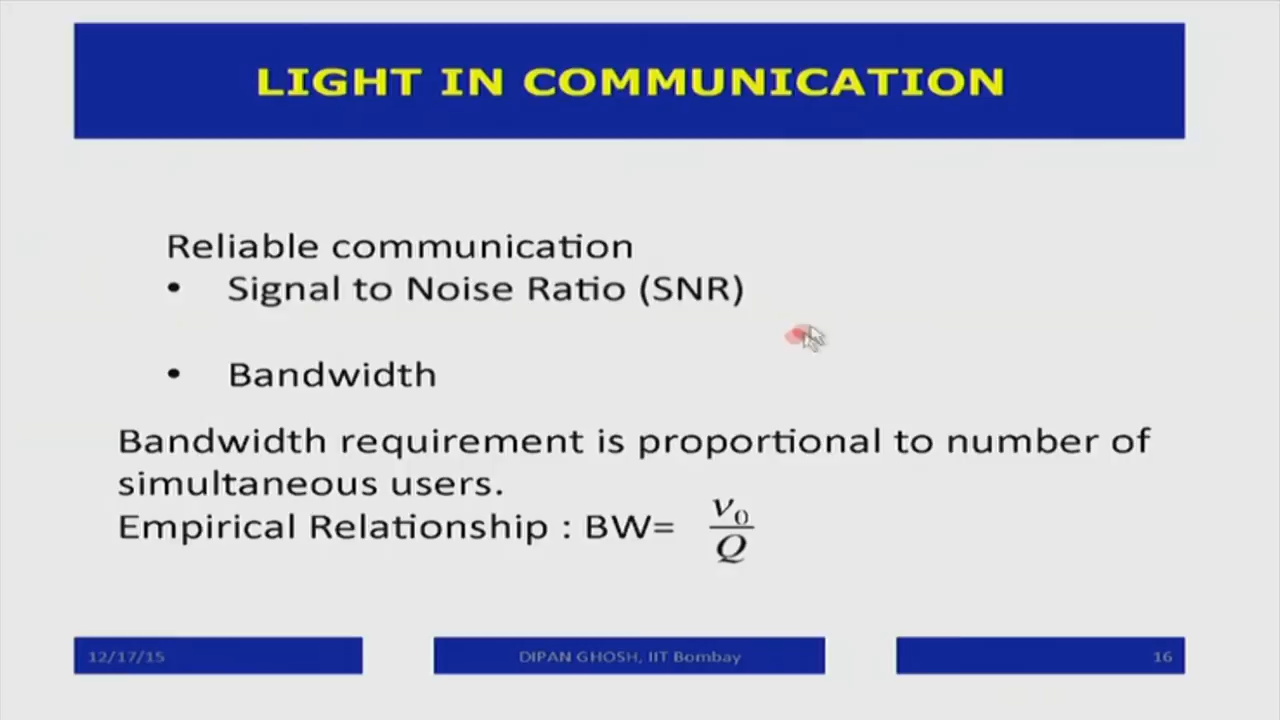 LIGHT IN COMMUNICATION
Reliable communication
• Signal to Noise Ratio (SNR)
• Bandwidth
Bandwidth requirement is proportional to number of
simultaneous users.
Empirical Relationship : BW= ν₀/Q
12/17/15
DIPAN GHOSH, IIT Bombay
16